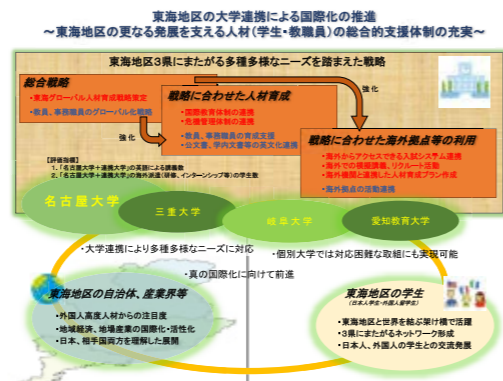 東海地区の大学連携による国際化の推進
～東海地区の更なる発展を支える人材(学生・教職員)の総合的支援体制の充実～
東海地区3県にまたがる多種多様なニーズを踏まえた戦略
総合戦略
・東海グローバル人材育成戦略策定
・教員、事務職員のグローバル化戦略
強化
戦略に合わせた人材育成
・国際教育体制の連携
・危機管理体制の連携
・教員、事務職員の育成支援
・公文書、学内文書等の英文化連携
強化
戦略に合わせた海外拠点等の利用
・海外からアクセスできる入試システム連携
・海外での模擬講義、リクルート活動
・海外機関と連携した人材育成プラン作成
・海外拠点の活動連携
【評価指標】
1.「名古屋大学+連携大学」の英語による講義数
2.「名古屋大学+連携大学」の海外派遣(研修、インターンシップ等)の学生数
名古屋大学
三重大学
岐阜大学
愛知教育大学
・大学連携により多種多様なニーズに対応
・個別大学では対応困難な取組にも実現可能
・真の国際化に向けて前進
東海地区の自治体、産業界等
・外国人高度人材からの注目度
・地域経済、地場産業の国際化・活性化
・日本、相手国両方を理解した展開
東海地区の学生
(日本人学生・外国人留学生)
・東海地区と世界を結ぶ架け橋で活躍
・3県にまたがるネットワーク形成
・日本人、外国人の学生との交流発展